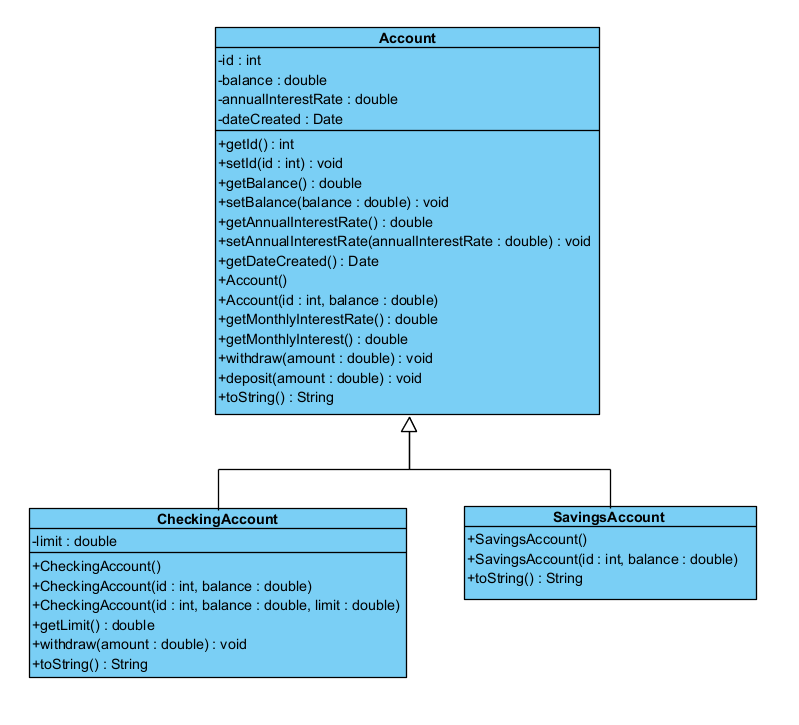 Account
-id : int
-balance : double
-annualInterestRate : double
-dateCreated : Date
+getId() : int
+setId(id : int) : void
+getBalance() : double
+setBalance(balance : double) : void
+getAnnualInterestRate() : double
+setAnnualInterestRate(annualInterestRate : double) : void
+getDateCreated() : Date
+Account()
+Account(id : int, balance : double)
+getMonthlyInterestRate() : double
+getMonthlyInterest() : double
+withdraw(amount : double) : void
+deposit(amount : double) : void
+toString() : String
CheckingAccount
-limit : double
+CheckingAccount()
+CheckingAccount(id : int, balance : double)
+CheckingAccount(id : int, balance : double, limit : double)
+getLimit() : double
+withdraw(amount : double) : void
+toString() : String
SavingsAccount
+SavingsAccount()
+SavingsAccount(id : int, balance : double)
+toString() : String